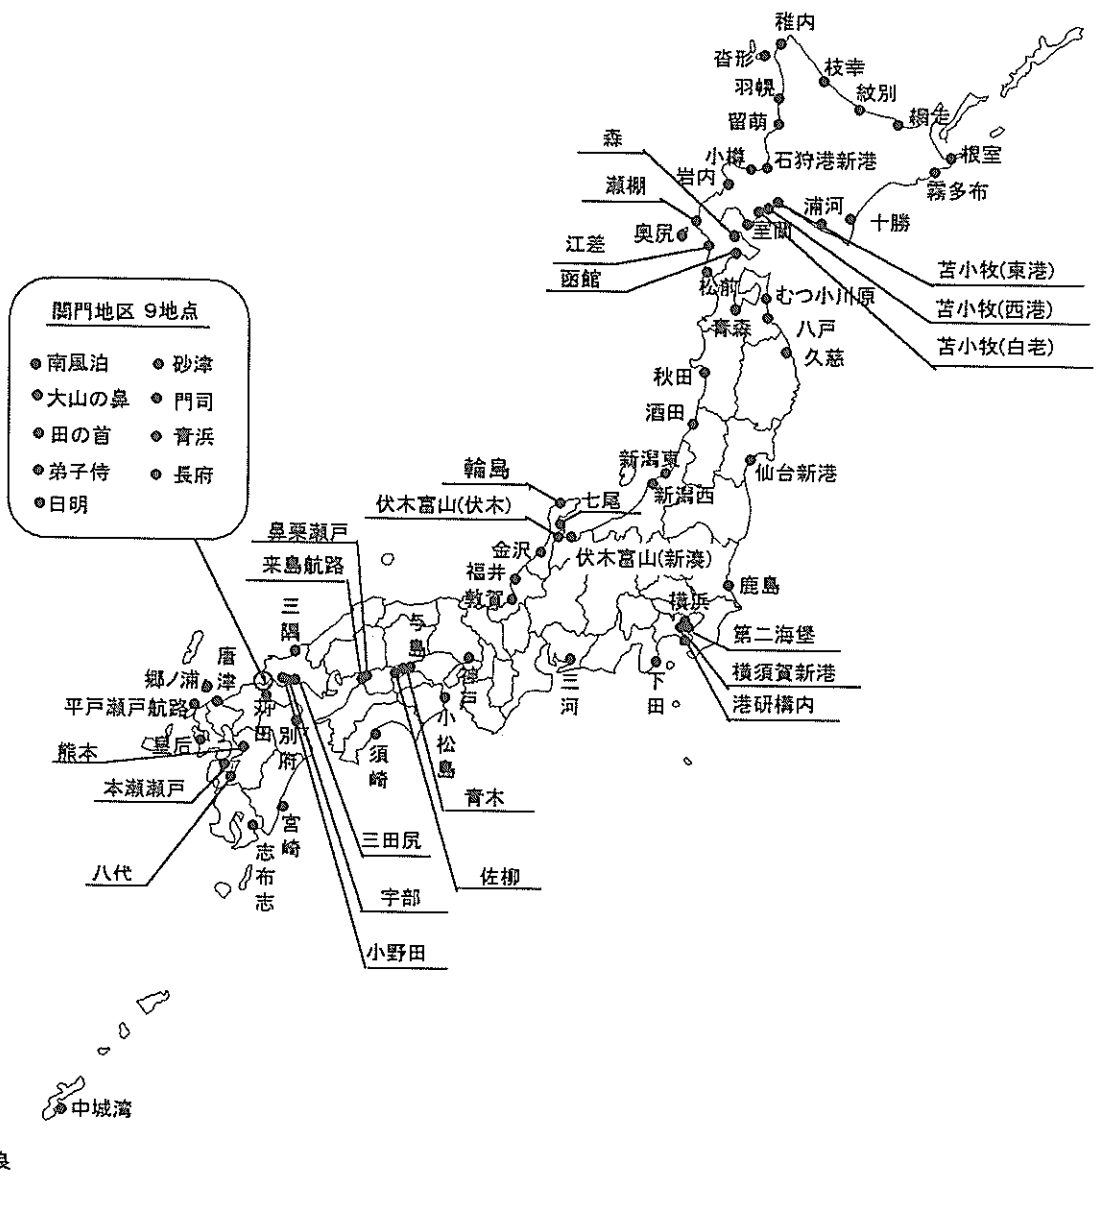 稚内
沓形
枝幸
羽幌
紋別
留萌
網走
森
小樽
石狩港新港
根室
岩内
瀬棚
霧多布
浦河
十勝
奥尻
室蘭
江差
函館
苫小牧(東港)
松前
むつ小川原
苫小牧(西港)
青森
八戸
苫小牧(白老)
久慈
関門地区 9地点
南風泊
砂津
大山の鼻
門司
田の首
青浜
弟子侍
長府
日明
秋田
酒田
新潟東
新潟西
仙台新港
輪島
七尾
伏木富山(伏木)
鼻栗瀬戸
金沢
伏木富山(新湊)
来島航路
福井
敦賀
鹿島
横浜
三隅
与島
第二海堡
唐津
郷ノ浦
神戸
三河
下田
横須賀新港
平戸瀬戸航路
苅田
小松島
港研構内
別府
皇后
熊本
須崎
本瀬瀬戸
青木
宮崎
三田尻
志布志
八代
佐柳
宇部
小野田
中城湾
良